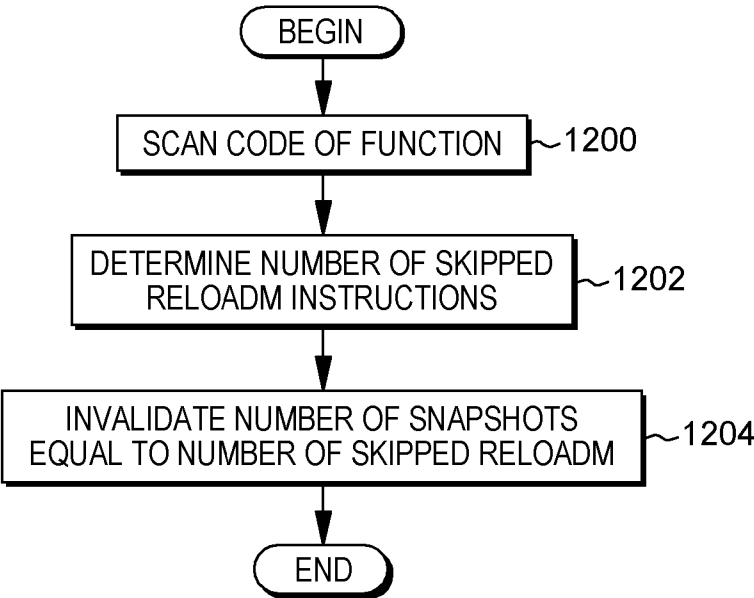 BEGIN
SCAN CODE OF FUNCTION
1200
DETERMINE NUMBER OF SKIPPED
RELOADM INSTRUCTIONS
1202
INVALIDATE NUMBER OF SNAPSHOTS
EQUAL TO NUMBER OF SKIPPED RELOADM
1204
END